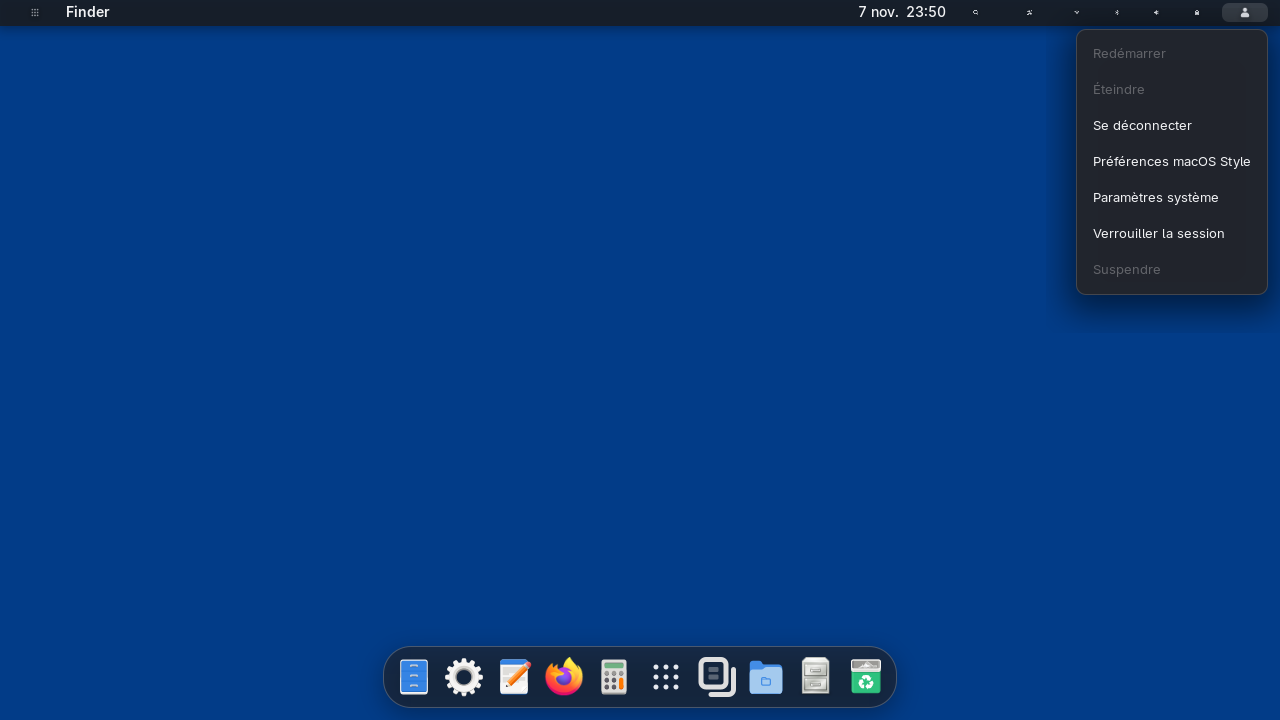 Finder
7 nov.  23:50
Redémarrer
Éteindre
Se déconnecter
Préférences macOS Style
Paramètres système
Verrouiller la session
Suspendre